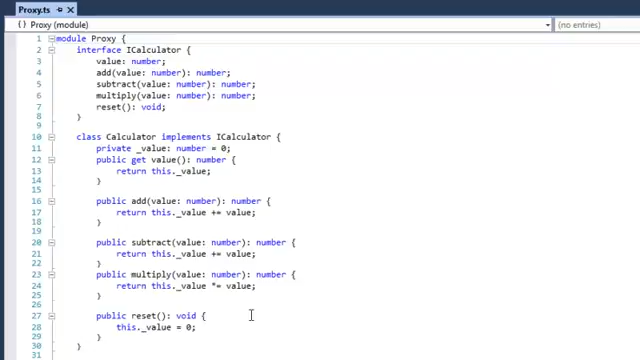 Proxy.ts
{ } Proxy (module) (no entries)
1 module Proxy {
2 interface ICalculator {
3 value: number;
4 add(value: number): number;
5 subtract(value: number): number;
6 multiply(value: number): number;
7 reset(): void;
8 }
9
10 class Calculator implements ICalculator {
11 private _value: number = 0;
12 public get value(): number {
13 return this._value;
14 }
15
16 public add(value: number): number {
17 return this._value += value;
18 }
19
20 public subtract(value: number): number {
21 return this._value += value;
22 }
23 public multiply(value: number): number {
24 return this._value *= value;
25 }
26
27 public reset(): void {
28 this._value = 0;
29 }
30 }
31